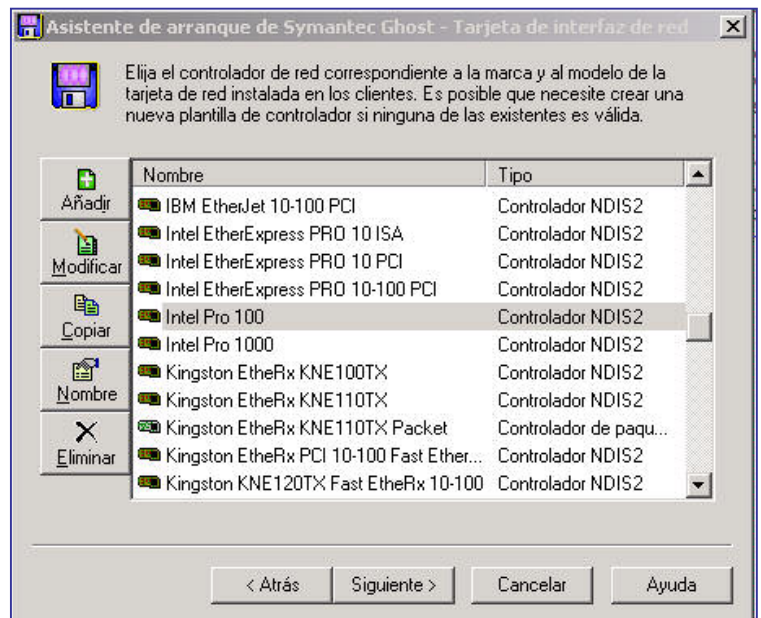 Asistente de arranque de Symantec Ghost - Tarjeta de interfaz de red
Elija el controlador de red correspondiente a la marca y al modelo de la
tarjeta de red instalada en los clientes. Es posible que necesite crear una
nueva plantilla de controlador si ninguna de las existentes es válida.
Añadir
Modificar
Copiar
Nombre
Eliminar
Nombre Tipo
IBM EtherJet 10-100 PCI Controlador NDIS2
Intel EtherExpress PRO 10 ISA Controlador NDIS2
Intel EtherExpress PRO 10 PCI Controlador NDIS2
Intel EtherExpress PRO 10-100 PCI Controlador NDIS2
Intel Pro 100 Controlador NDIS2
Intel Pro 1000 Controlador NDIS2
Kingston EtheRx KNE100TX Controlador NDIS2
Kingston EtheRx KNE110TX Controlador NDIS2
Kingston EtheRx KNE110TX Packet Controlador de paqu...
Kingston EtheRx PCI 10-100 Fast Ether... Controlador NDIS2
Kingston KNE120TX Fast EtheRx 10-100 Controlador NDIS2
< Atrás Siguiente > Cancelar Ayuda